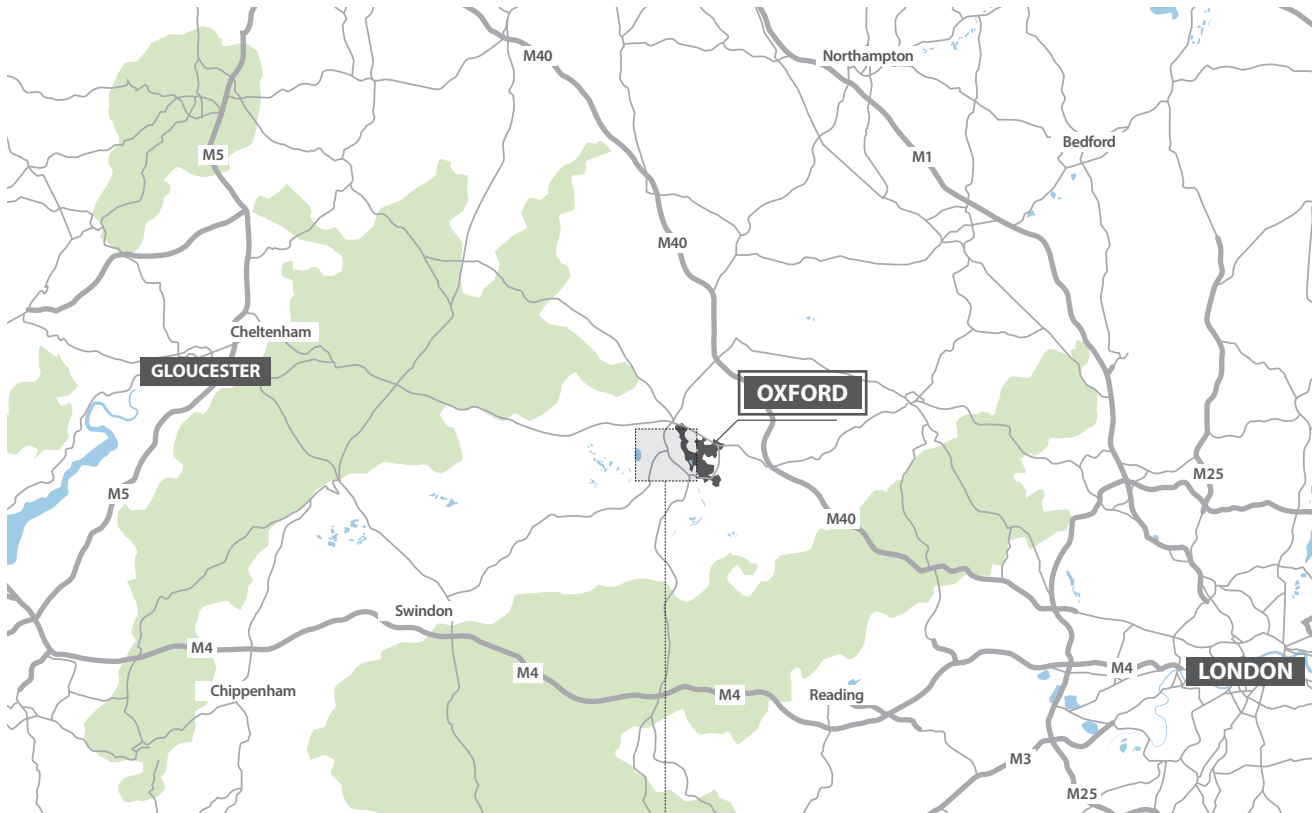 M40
Northampton
M5
M1
Bedford
M40
Cheltenham
GLOUCESTER
OXFORD
M25
M5
M40
Swindon
M4
M4
M4
Chippenham
M4
Reading
LONDON
M3
M25